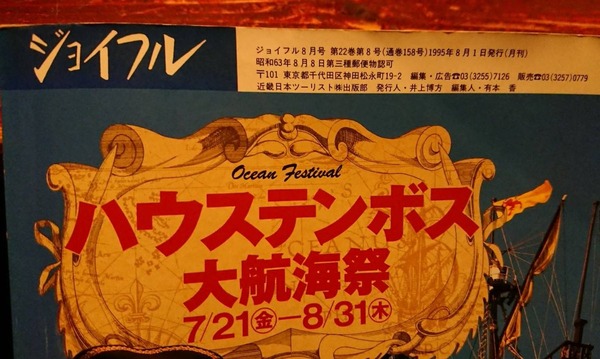 ジョイフル
ジョイフル8月号 第22巻第8号(通巻158号)1995年8月1日発行(月刊)
昭和63年8月8日第三種郵便物認可
〒101 東京都千代田区神田松永町19-2 編集・広告☎03(3255)7126 販売☎03(3257)0779
近畿日本ツーリスト㈱出版部 発行人・井上博方 編集人・有本 香
Ocean Festival
ハウステンボス
大航海祭
7/21㊎—8/31㊍